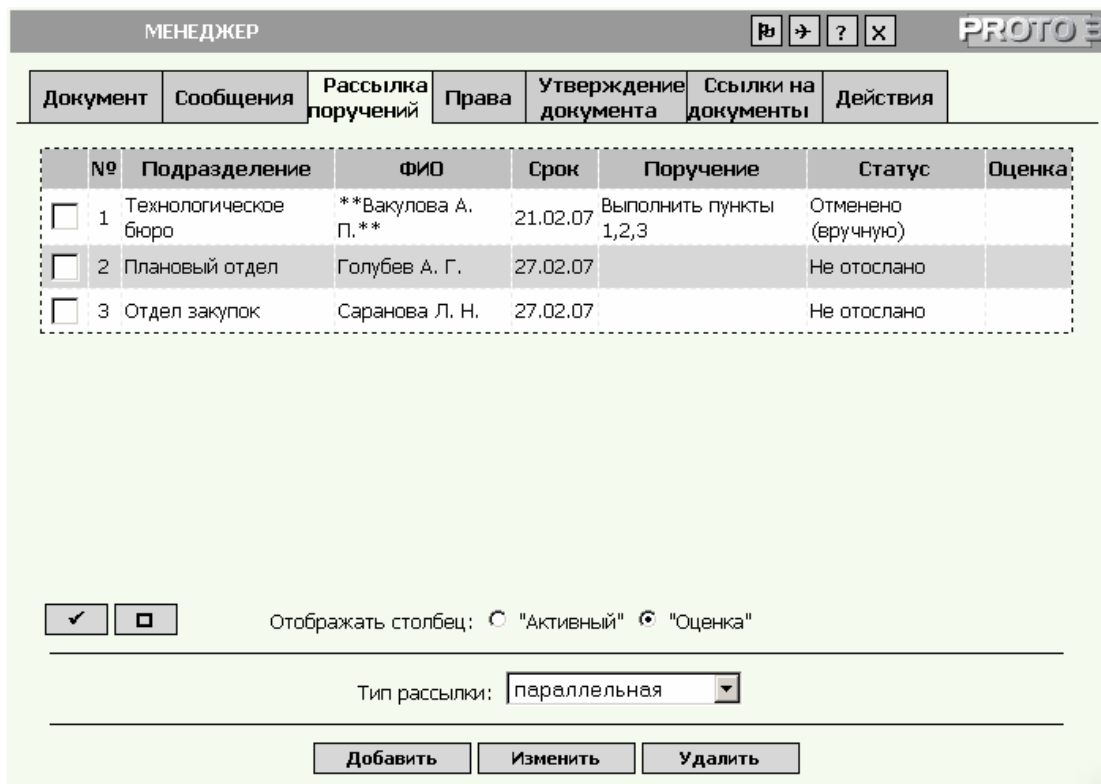 МЕНЕДЖЕР ? X PROTO
Документ Сообщения Рассылка поручений Права Утверждение документа Ссылки на документы Действия
№ Подразделение ФИО Срок Поручение Статус Оценка
1 Технологическое бюро **Вакулова А. П.** 21.02.07 Выполнить пункты 1,2,3 Отменено (вручную)
2 Плановый отдел Голубев А. Г. 27.02.07 Не отослано
3 Отдел закупок Саранова Л. Н. 27.02.07 Не отослано
Отображать столбец: "Активный" "Оценка"
Тип рассылки: параллельная
Добавить Изменить Удалить